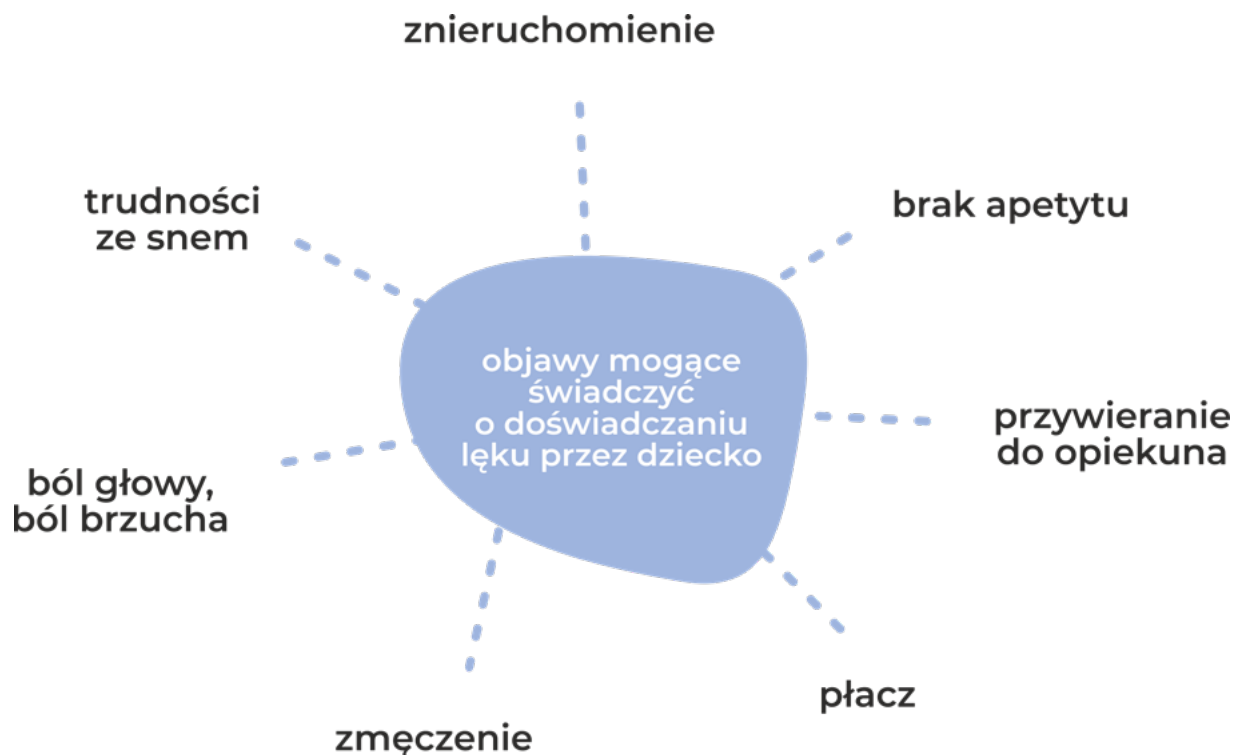 znieruchomienie
trudności
ze snem
brak apetytu
objawy mogące
świadczyć
o doświadczaniu
lęku przez dziecko
przywieranie
do opiekuna
ból głowy,
ból brzucha
płacz
zmęczenie